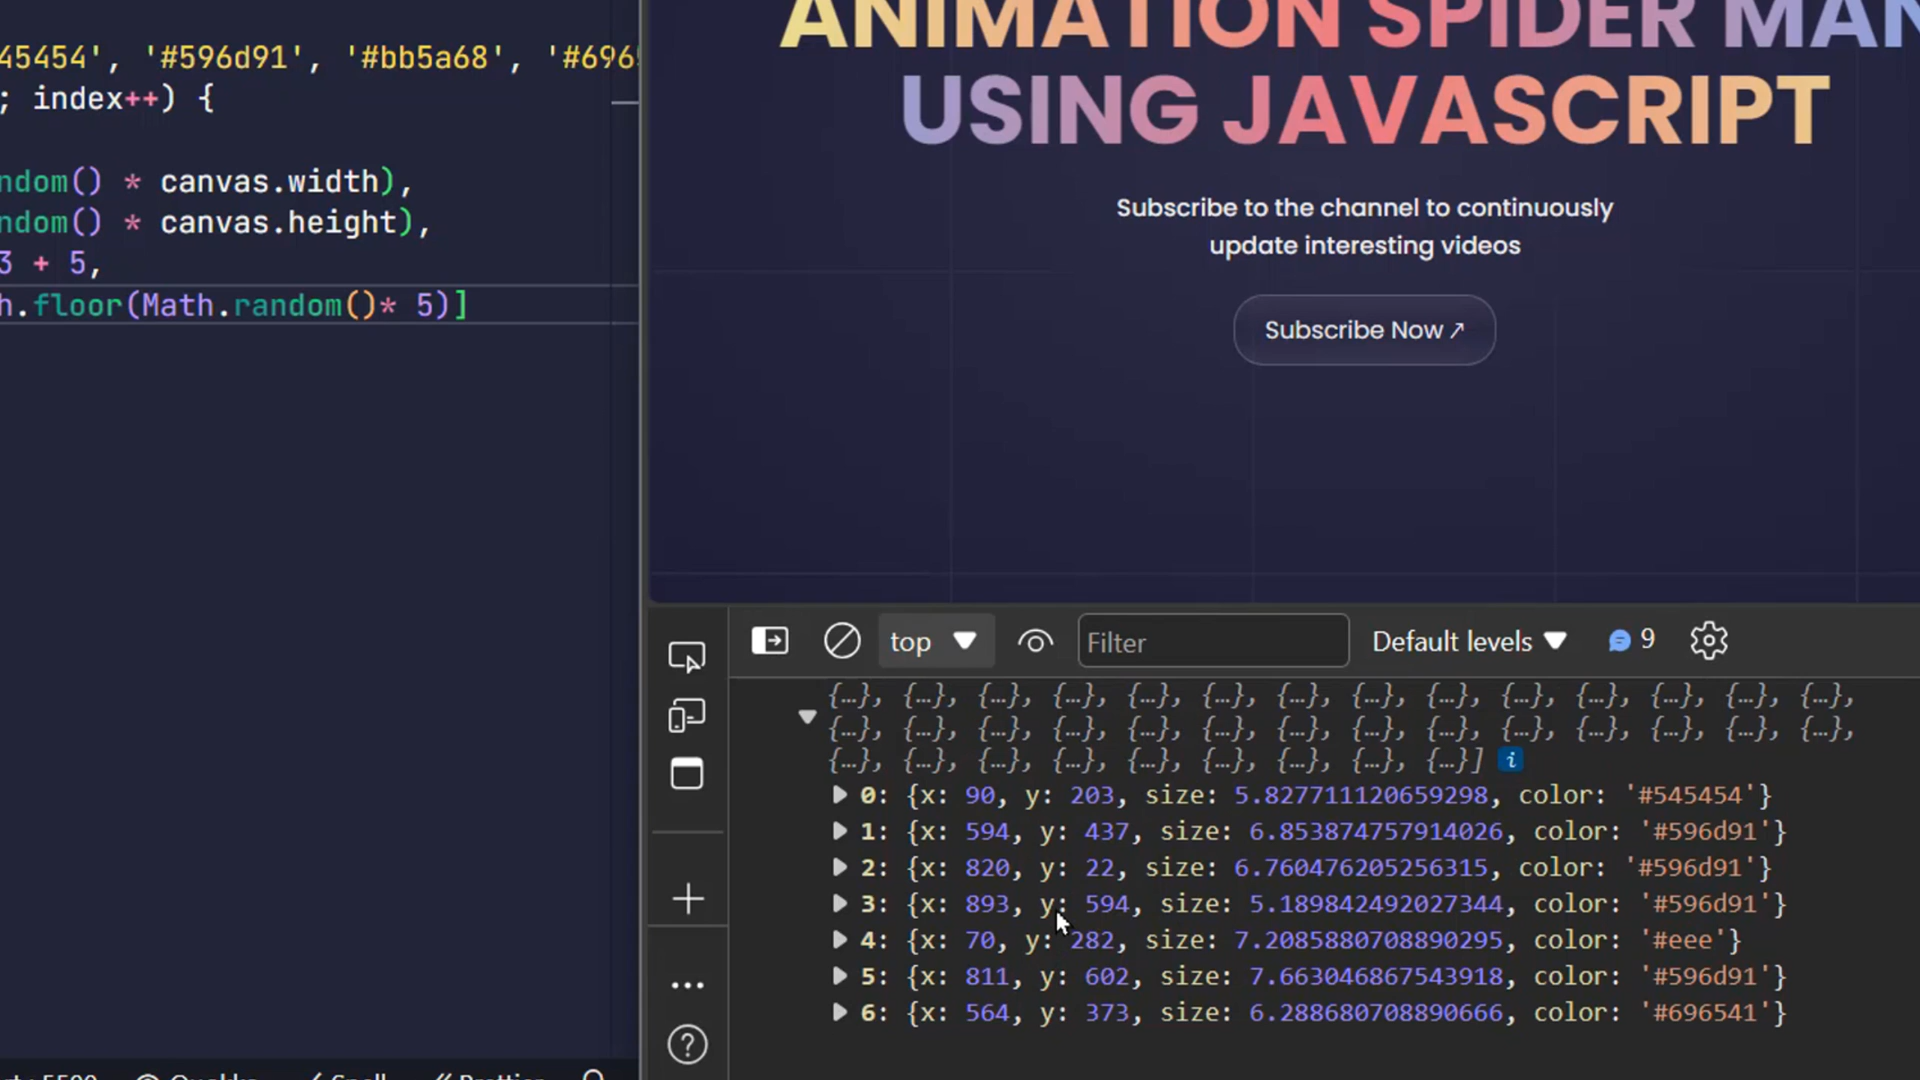 45454', '#596d91', '#bb5a68', '#696
; index++) {
ndom() * canvas.width),
ndom() * canvas.height),
3 + 5,
h.floor(Math.random()* 5)]
ANIMATION SPIDER MAN
USING JAVASCRIPT
Subscribe to the channel to continuously
update interesting videos
Subscribe Now ↗
top
Filter
Default levels
9
{…}, {…}, {…}, {…}, {…}, {…}, {…}, {…}, {…}, {…}, {…}, {…}, {…}, {…},
{…}, {…}, {…}, {…}, {…}, {…}, {…}, {…}, {…}, {…}, {…}, {…}, {…}, {…},
{…}, {…}, {…}, {…}, {…}, {…}, {…}, {…}, {…}] i
0: {x: 90, y: 203, size: 5.827711120659298, color: '#545454'}
1: {x: 594, y: 437, size: 6.853874757914026, color: '#596d91'}
2: {x: 820, y: 22, size: 6.760476205256315, color: '#596d91'}
3: {x: 893, y: 594, size: 5.189842492027344, color: '#596d91'}
4: {x: 70, y: 282, size: 7.2085880708890295, color: '#eee'}
5: {x: 811, y: 602, size: 7.663046867543918, color: '#596d91'}
6: {x: 564, y: 373, size: 6.288680708890666, color: '#696541'}